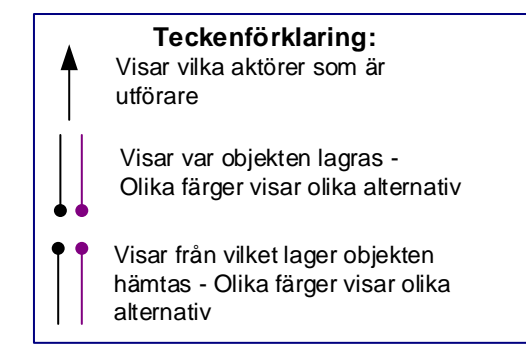 Teckenförklaring:
Visar vilka aktörer som är
utförare
Visar var objekten lagras -
Olika färger visar olika alternativ
Visar från vilket lager objekten
hämtas - Olika färger visar olika
alternativ